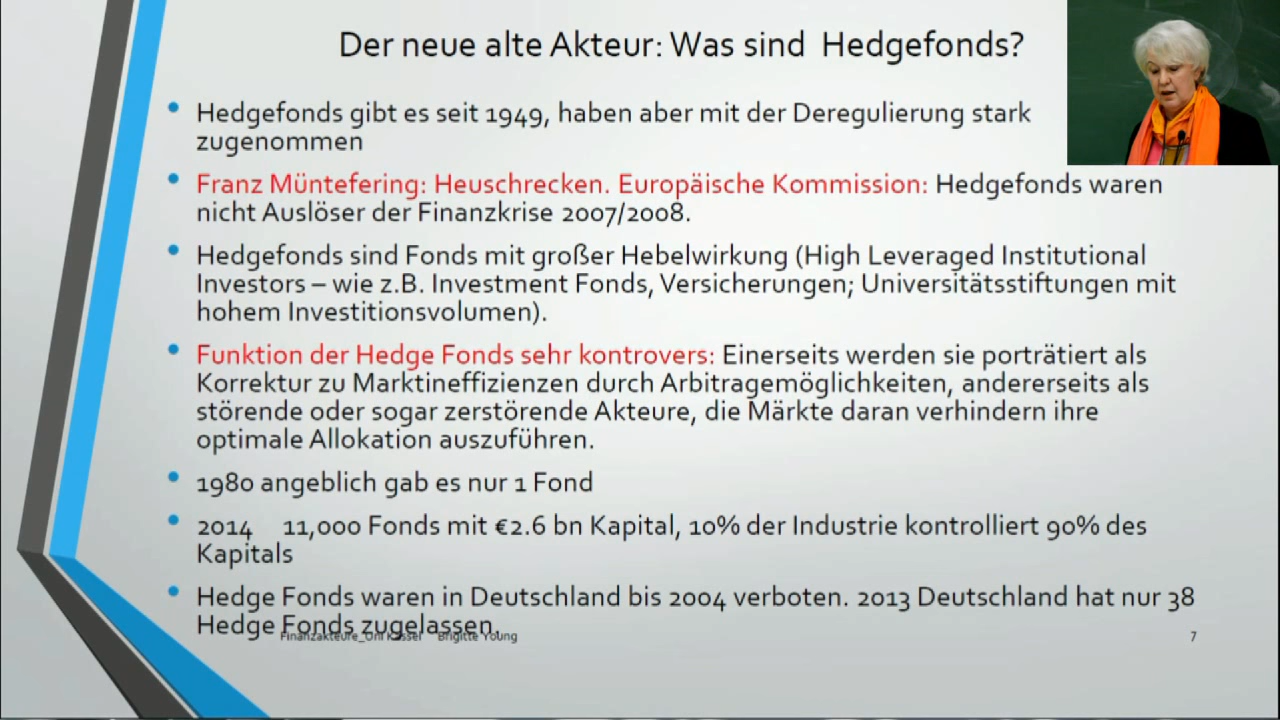 Der neue alte Akteur: Was sind Hedgefonds?
Hedgefonds gibt es seit 1949, haben aber mit der Deregulierung stark
zugenommen
Franz Müntefering: Heuschrecken. Europäische Kommission: Hedgefonds waren
nicht Auslöser der Finanzkrise 2007/2008.
Hedgefonds sind Fonds mit großer Hebelwirkung (High Leveraged Institutional
Investors – wie z.B. Investment Fonds, Versicherungen; Universitätsstiftungen mit
hohem Investitionsvolumen).
Funktion der Hedge Fonds sehr kontrovers: Einerseits werden sie porträtiert als
Korrektur zu Marktineffizienzen durch Arbitragemöglichkeiten, andererseits als
störende oder sogar zerstörende Akteure, die Märkte daran verhindern ihre
optimale Allokation auszuführen.
1980 angeblich gab es nur 1 Fond
2014 11,000 Fonds mit €2.6 bn Kapital, 10% der Industrie kontrolliert 90% des
Kapitals
Hedge Fonds waren in Deutschland bis 2004 verboten. 2013 Deutschland hat nur 38
Hedge Fonds zugelassen.
Finanzakteure_Uni Kassel Brigitte Young
7